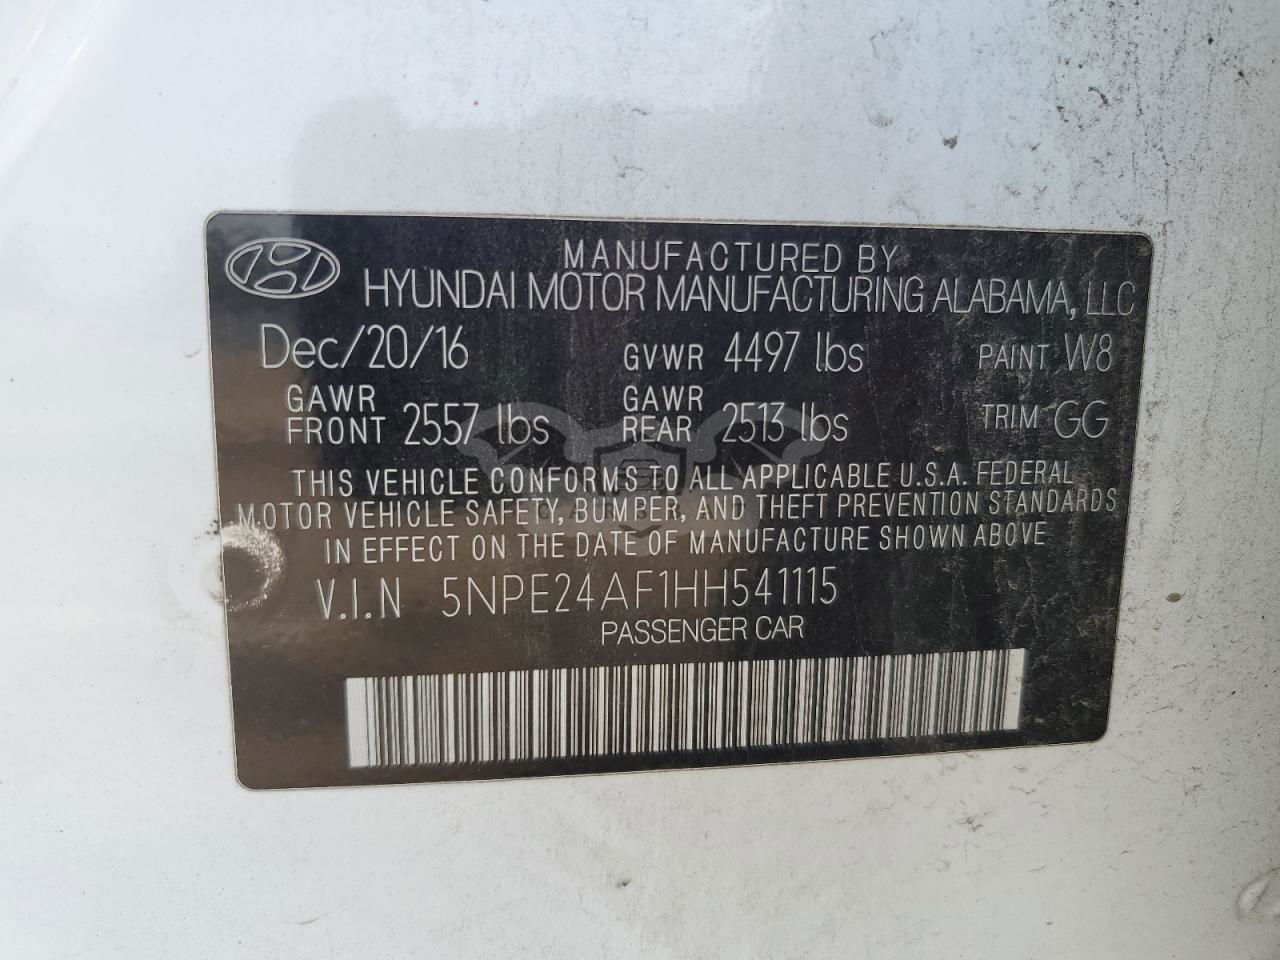 MANUFACTURED BY
HYUNDAI MOTOR MANUFACTURING ALABAMA, LLC
Dec/20/16 GVWR 4497 lbs PAINT W8
GAWR FRONT 2557 lbs GAWR REAR 2513 lbs TRIM GG
THIS VEHICLE CONFORMS TO ALL APPLICABLE U.S.A. FEDERAL
MOTOR VEHICLE SAFETY, BUMPER, AND THEFT PREVENTION STANDARDS
IN EFFECT ON THE DATE OF MANUFACTURE SHOWN ABOVE
V.I.N 5NPE24AF1HH541115
PASSENGER CAR